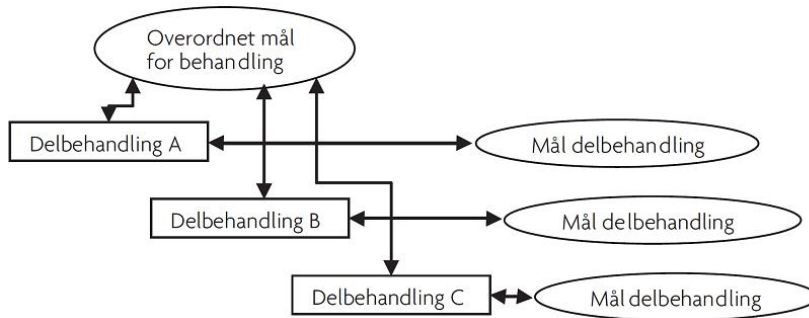 Overordnet mål
for behandling
Delbehandling A
Mål delbehandling
Delbehandling B
Mål delbehandling
Delbehandling C
Mål delbehandling